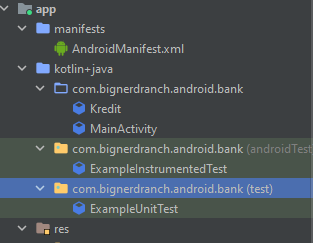 app
manifests
AndroidManifest.xml
kotlin+java
com.bignerdranch.android.bank
Kredit
MainActivity
com.bignerdranch.android.bank (androidTest
ExampleInstrumentedTest
com.bignerdranch.android.bank (test)
ExampleUnitTest
res